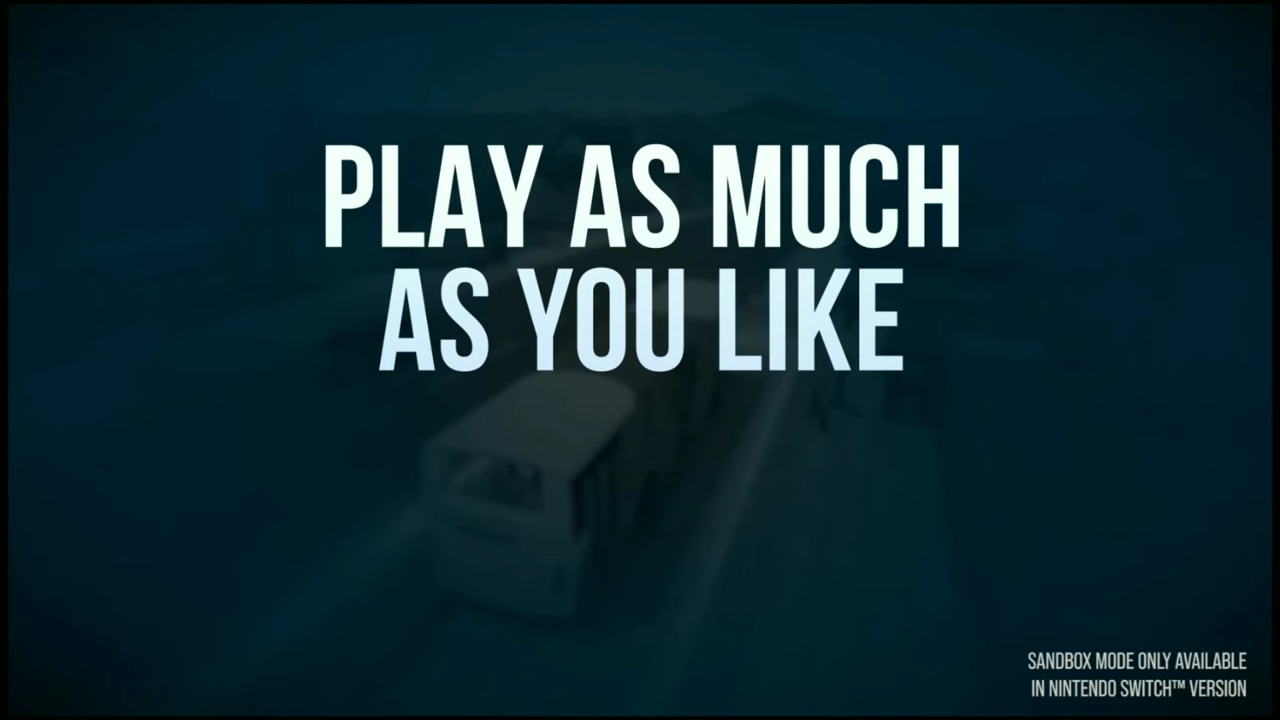 PLAY AS MUCH
AS YOU LIKE
SANDBOX MODE ONLY AVAILABLE
IN NINTENDO SWITCH™ VERSION